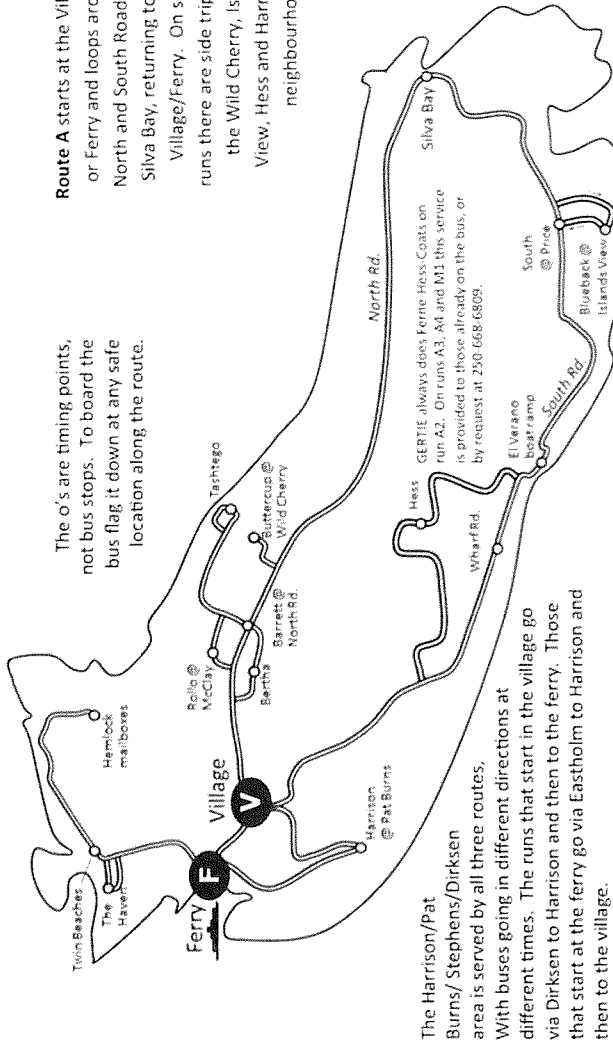 Route A starts at the Vil
or Ferry and loops aro
North and South Road
Silva Bay, returning to
Village/Ferry. On s
runs there are side trip
the Wild Cherry, Is
View, Hess and Harr
neighbourho
The o's are timing points,
not bus stops. To board the
bus flag it down at any safe
location along the route.
Twin Beaches
The
Haven
Hemlock
mailboxes
Ferry
F
Village
V
Harrison
@ Pat Burns
Rollo @
McClay
Bertha
Tashtego
Buttercup @
Wild Cherry
Barrett @
North Rd.
North Rd.
Silva Bay
GERTIE always does Ferne-Hess-Coats on
run A2. On runs A3, A4 and M1 this service
is provided to those already on the bus, or
by request at 250-668-6809.
Hess
Wharf Rd.
El Verano
boat ramp
South Rd.
South
@ Price
Blueback @
Islands View
The Harrison/Pat
Burns/ Stephens/Dirksen
area is served by all three routes,
With buses going in different directions at
different times. The runs that start in the village go
via Dirksen to Harrison and then to the ferry. Those
that start at the ferry go via Eastholm to Harrison and
then to the village.